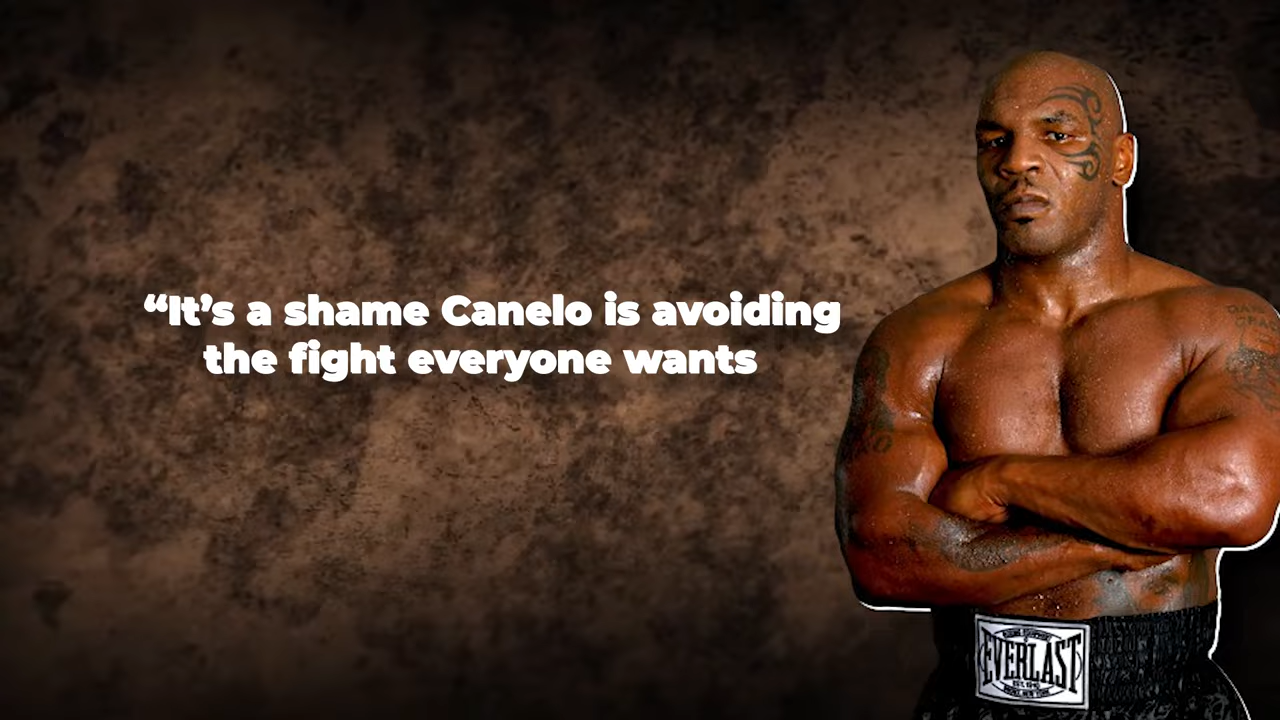 “It’s a shame Canelo is avoiding
the fight everyone wants
EVERLAST